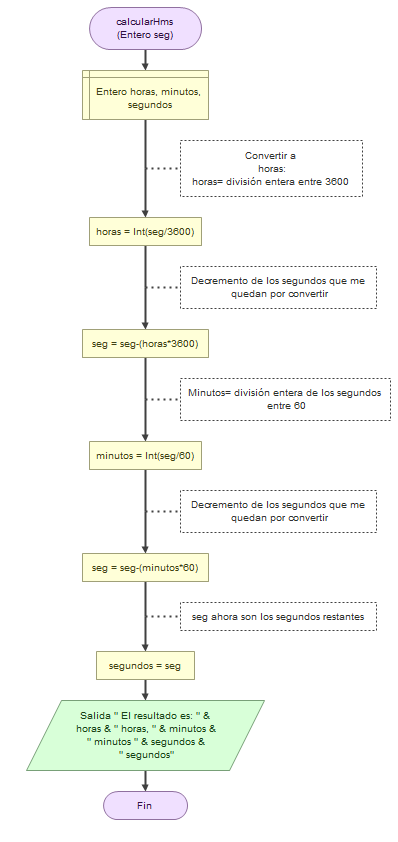 calcularHms
(Entero seg)
Entero horas, minutos,
segundos
Convertir a
horas:
horas= división entera entre 3600
horas = Int(seg/3600)
Decremento de los segundos que me
quedan por convertir
seg = seg-(horas*3600)
Minutos= división entera de los segundos
entre 60
minutos = Int(seg/60)
Decremento de los segundos que me
quedan por convertir
seg = seg-(minutos*60)
seg ahora son los segundos restantes
segundos = seg
Salida " El resultado es: " &
horas & " horas, " & minutos &
" minutos " & segundos &
" segundos"
Fin